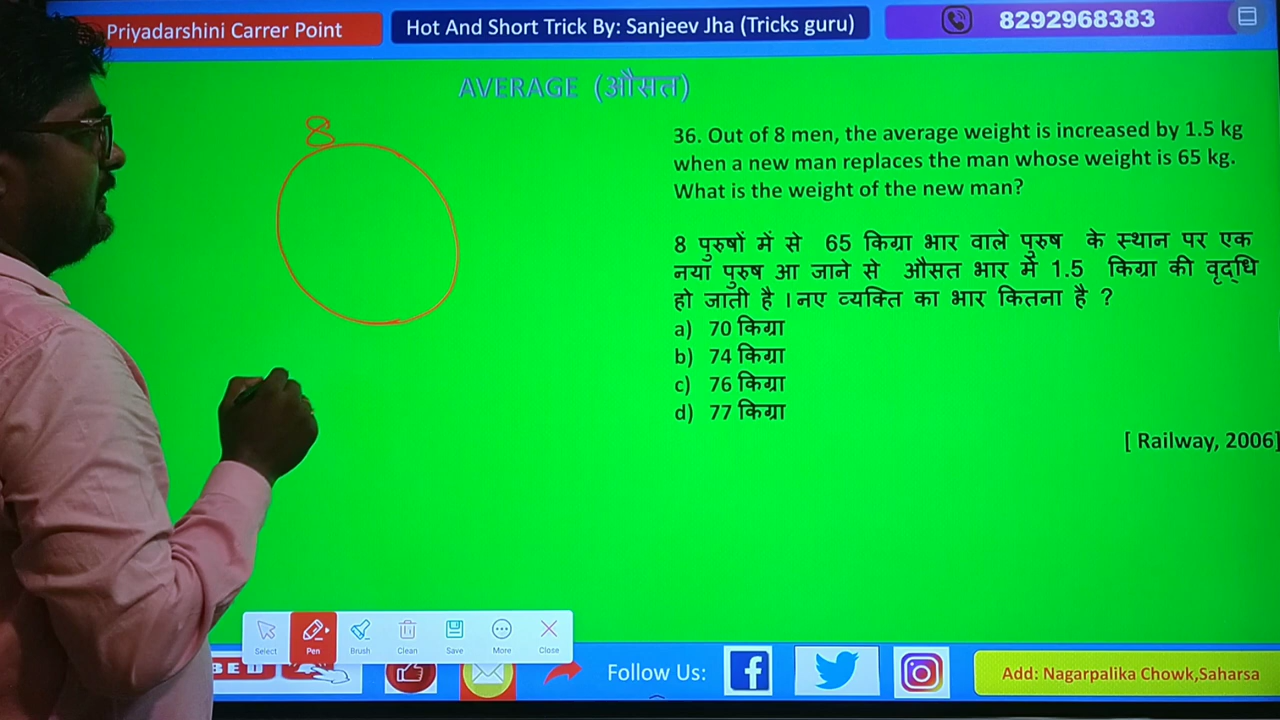 Priyadarshini Carrer Point
Hot And Short Trick By: Sanjeev Jha (Tricks guru)
8292968383
AVERAGE (औसत)
8
36. Out of 8 men, the average weight is increased by 1.5 kg
when a new man replaces the man whose weight is 65 kg.
What is the weight of the new man?
8 पुरुषों में से 65 किग्रा भार वाले पुरुष के स्थान पर एक
नया पुरुष आ जाने से औसत भार में 1.5 किग्रा की वृद्धि
हो जाती है । नए व्यक्ति का भार कितना है ?
a) 70 किग्रा
b) 74 किग्रा
c) 76 किग्रा
d) 77 किग्रा
[ Railway, 2006]
Select
Pen
Brush
Clean
Save
More
Close
Follow Us:
Add: Nagarpalika Chowk,Saharsa